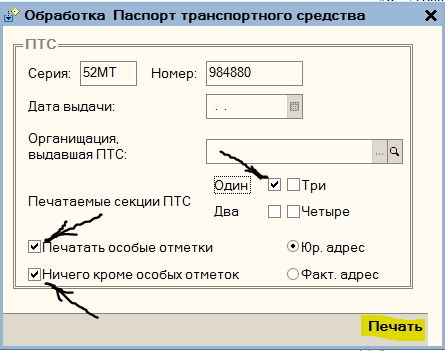 Обработка  Паспорт транспортного средства
ПТС
Серия: 52МТ Номер: 984880
Дата выдачи: . .
Органищация,
выдавшая ПТС: ...
Один Три
Печатаемые секции ПТС
Два Четыре
Печатать особые отметки Юр. адрес
Ничего кроме особых отметок Факт. адрес
Печать